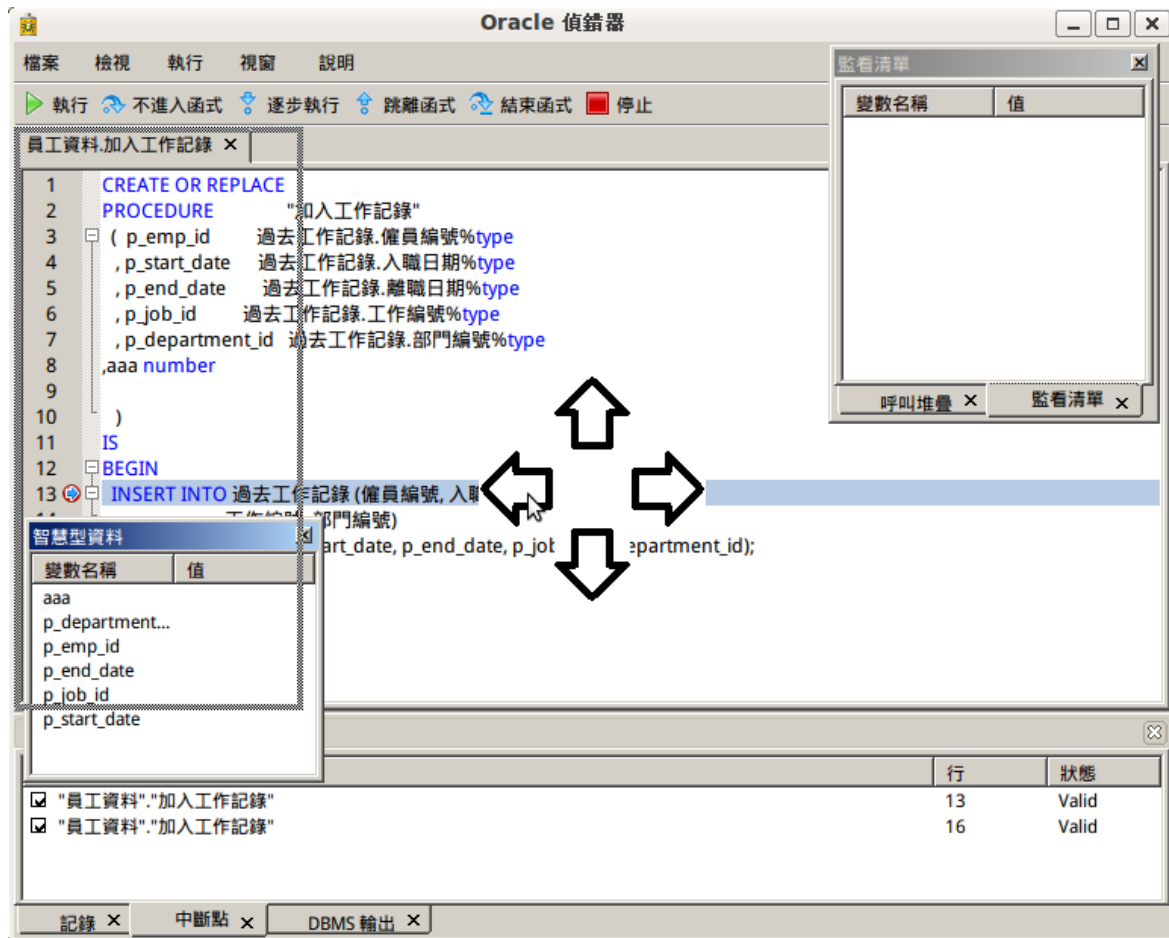 Oracle 偵錯器
檔案 檢視 執行 視窗 說明
執行 不進入函式 逐步執行 跳離函式 結束函式 停止
員工資料.加入工作記錄
1 CREATE OR REPLACE
2 PROCEDURE "加入工作記錄"
3 ( p_emp_id 過去工作記錄.僱員編號%type
4 , p_start_date 過去工作記錄.入職日期%type
5 , p_end_date 過去工作記錄.離職日期%type
6 , p_job_id 過去工作記錄.工作編號%type
7 , p_department_id 過去工作記錄.部門編號%type
8 ,aaa number
9
10 )
11 IS
12 BEGIN
13 INSERT INTO 過去工作記錄 (僱員編號,
部門編號)
p_end_date,
監看清單
變數名稱 值
呼叫堆疊 監看清單
智慧型資料
變數名稱 值
aaa
p_department...
p_emp_id
p_end_date
p_job_id
p_start_date
行 狀態
"員工資料"."加入工作記錄" 13 Valid
"員工資料"."加入工作記錄" 16 Valid
記錄 中斷點 DBMS 輸出